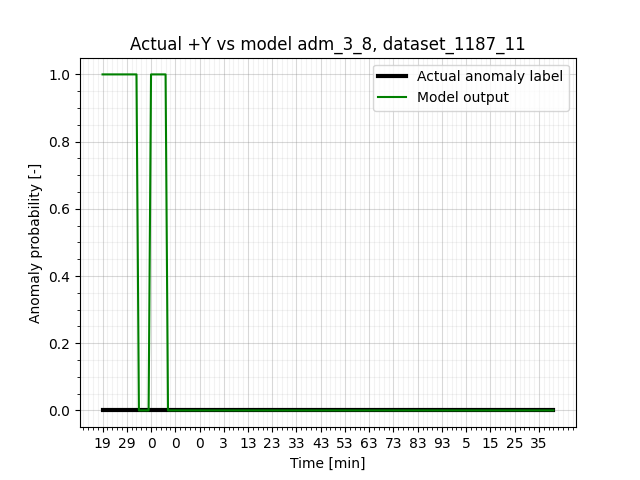 Actual +Y vs model adm_3_8, dataset_1187_11
Actual anomaly label
Model output
1.0
0.8
0.6
0.4
0.2
0.0
Anomaly probability [-]
19 29 0 0 0 3 13 23 33 43 53 63 73 83 93 5 15 25 35
Time [min]